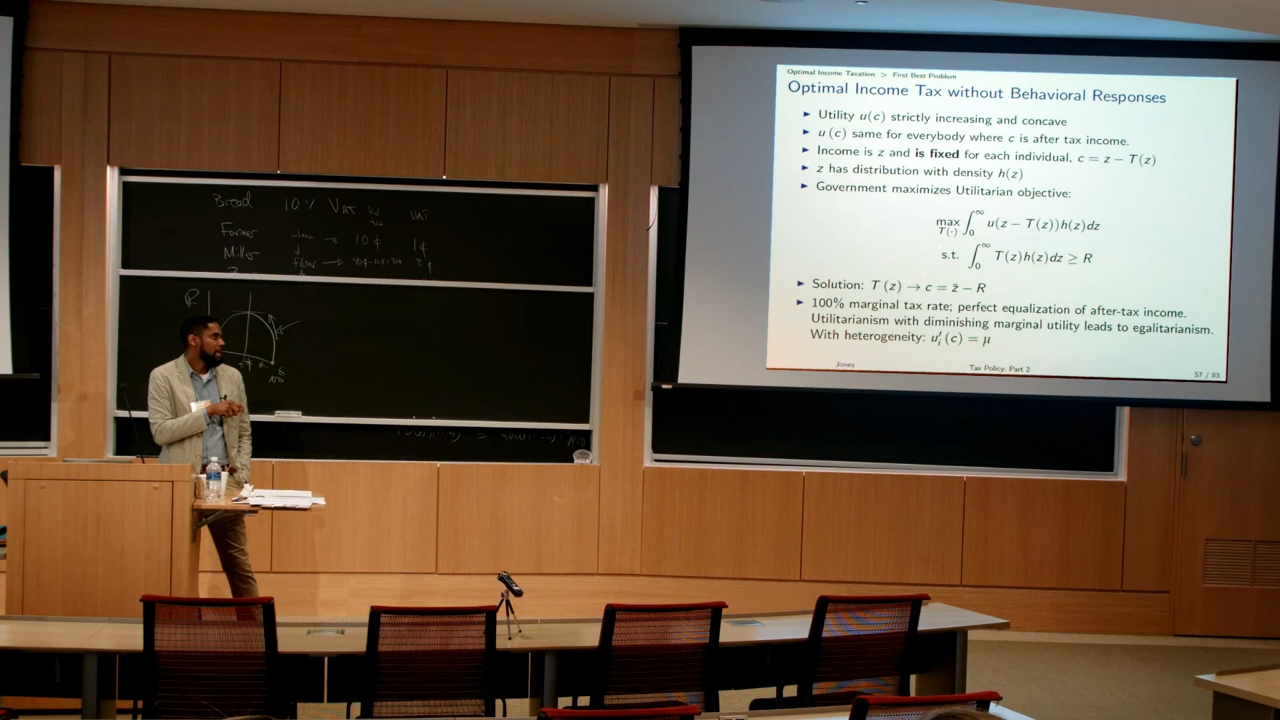 Bread: 10% VAT
VAT
Farmer 10¢ 1¢
Miller 3¢
R
Optimal Income Taxation > First Best Problem
Optimal Income Tax without Behavioral Responses
► Utility u(c) strictly increasing and concave
► u (c) same for everybody where c is after tax income.
► Income is z and is fixed for each individual, c = z − T(z)
► z has distribution with density h(z)
► Government maximizes Utilitarian objective:
max T(·) ∫₀^∞ u(z − T(z))h(z)dz
s.t. ∫₀^∞ T(z)h(z)dz ≥ R
► Solution: T (z) → c = z̄ − R
► 100% marginal tax rate; perfect equalization of after-tax income.
Utilitarianism with diminishing marginal utility leads to egalitarianism.
With heterogeneity: u′ᵢ (c) = μ
Jones Tax Policy: Part 2 57 / 83